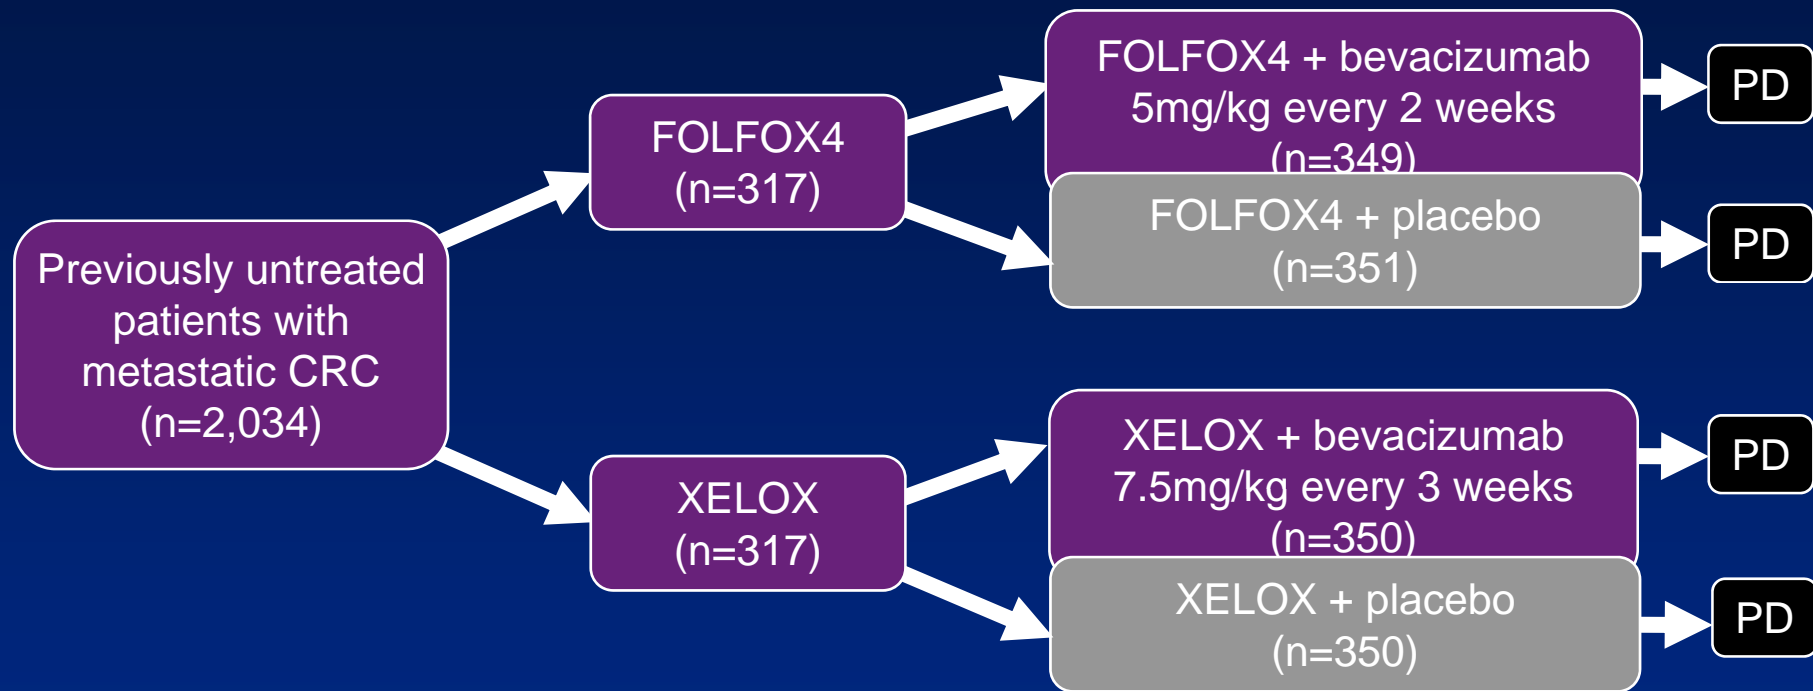 Previously untreated
patients with
metastatic CRC
(n=2,034)
FOLFOX4
(n=317)
FOLFOX4 + bevacizumab
5mg/kg every 2 weeks
(n=349)
PD
FOLFOX4 + placebo
(n=351)
PD
XELOX
(n=317)
XELOX + bevacizumab
7.5mg/kg every 3 weeks
(n=350)
PD
XELOX + placebo
(n=350)
PD